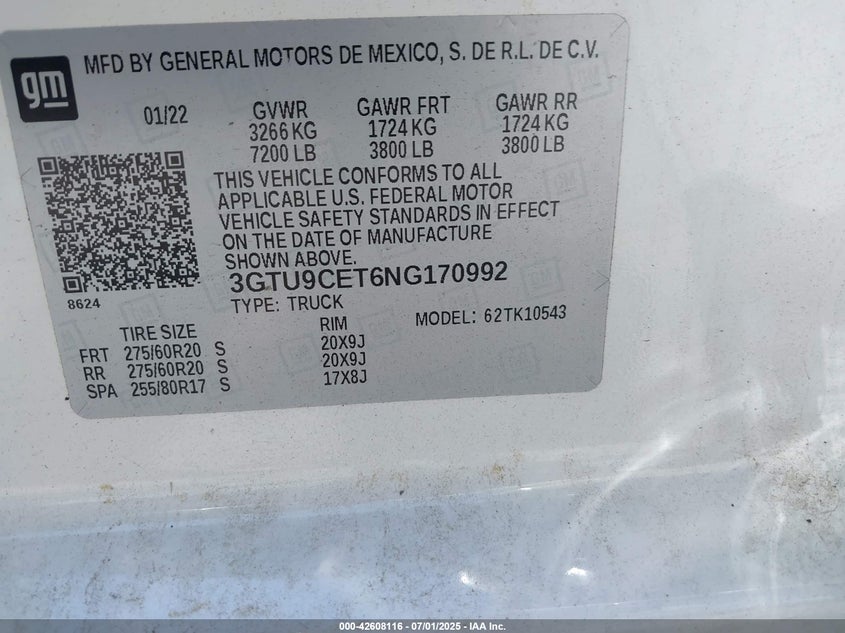 gm
MFD BY GENERAL MOTORS DE MEXICO, S. DE R.L. DE C.V.
01/22 GVWR GAWR FRT GAWR RR
3266 KG 1724 KG 1724 KG
7200 LB 3800 LB 3800 LB
THIS VEHICLE CONFORMS TO ALL
APPLICABLE U.S. FEDERAL MOTOR
VEHICLE SAFETY STANDARDS IN EFFECT
ON THE DATE OF MANUFACTURE
SHOWN ABOVE.
8624
3GTU9CET6NG170992
TYPE: TRUCK
MODEL: 62TK10543
TIRE SIZE RIM
FRT 275/60R20 S 20X9J
RR 275/60R20 S 20X9J
SPA 255/80R17 S 17X8J
000-42608116 - 07/01/2025 - IAA Inc.